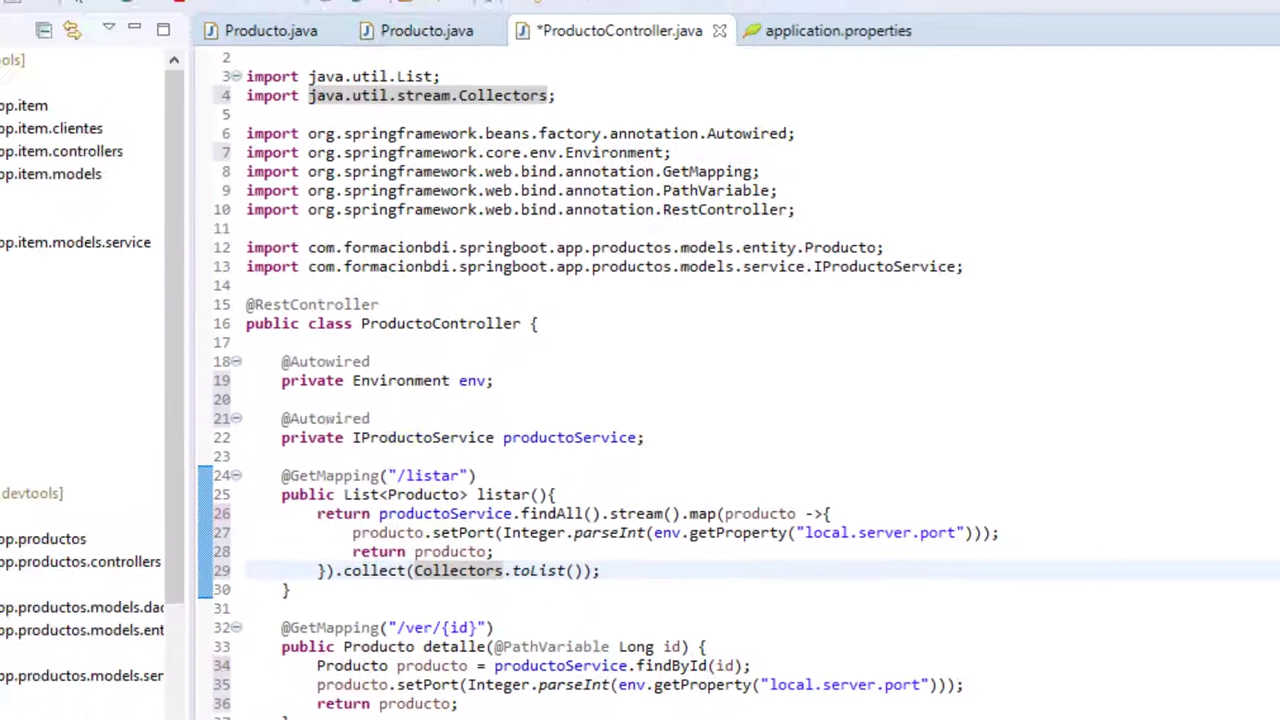 Producto.java
Producto.java
*ProductoController.java
application.properties
ools]
op.item
op.item.clientes
op.item.controllers
op.item.models
op.item.models.service
devtools]
op.productos
op.productos.controllers
op.productos.models.dao
op.productos.models.ent
op.productos.models.ser
2
3 import java.util.List;
4 import java.util.stream.Collectors;
5
6 import org.springframework.beans.factory.annotation.Autowired;
7 import org.springframework.core.env.Environment;
8 import org.springframework.web.bind.annotation.GetMapping;
9 import org.springframework.web.bind.annotation.PathVariable;
10 import org.springframework.web.bind.annotation.RestController;
11
12 import com.formacionbdi.springboot.app.productos.models.entity.Producto;
13 import com.formacionbdi.springboot.app.productos.models.service.IProductoService;
14
15 @RestController
16 public class ProductoController {
17
18 @Autowired
19 private Environment env;
20
21 @Autowired
22 private IProductoService productoService;
23
24 @GetMapping("/listar")
25 public List<Producto> listar(){
26 return productoService.findAll().stream().map(producto ->{
27 producto.setPort(Integer.parseInt(env.getProperty("local.server.port")));
28 return producto;
29 }).collect(Collectors.toList());
30 }
31
32 @GetMapping("/ver/{id}")
33 public Producto detalle(@PathVariable Long id) {
34 Producto producto = productoService.findById(id);
35 producto.setPort(Integer.parseInt(env.getProperty("local.server.port")));
36 return producto;
37 }